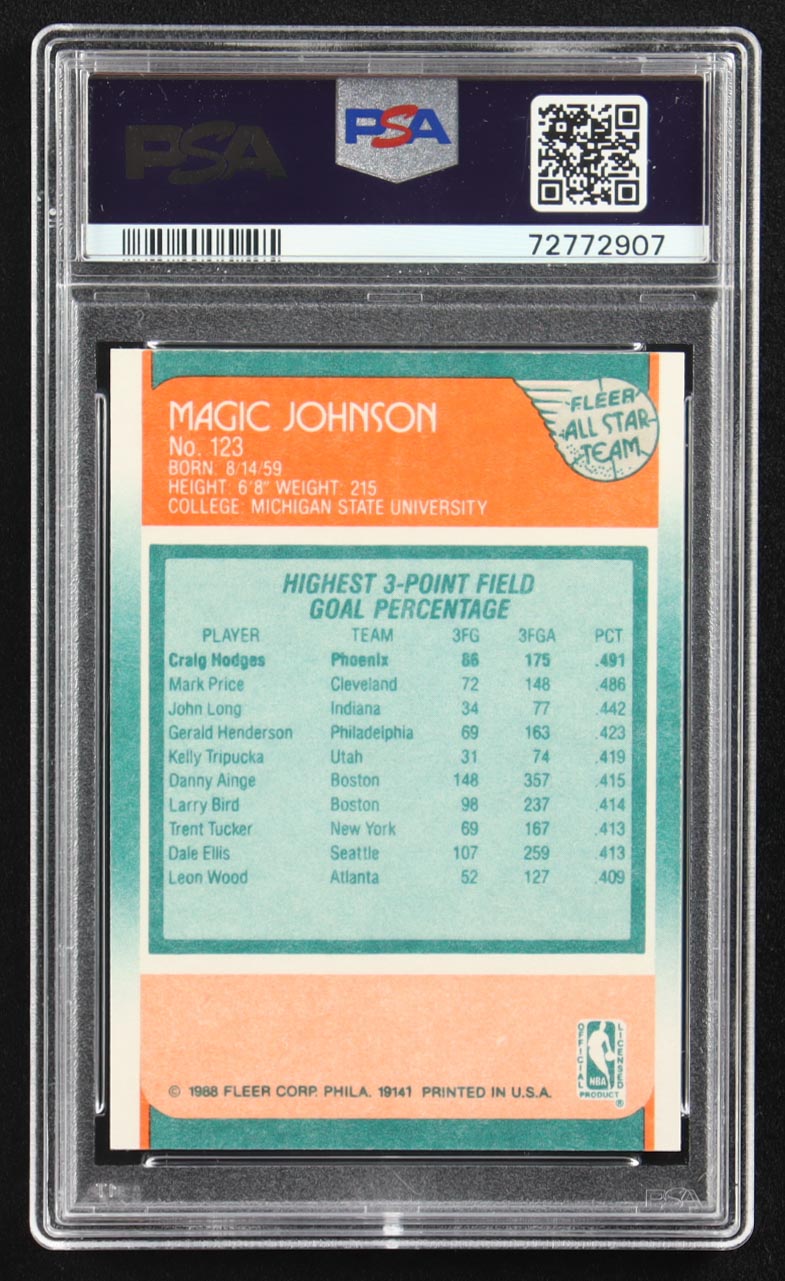 PSA PSA
72772907
MAGIC JOHNSON
No. 123
BORN: 8/14/59
HEIGHT: 6'8" WEIGHT: 215
COLLEGE: MICHIGAN STATE UNIVERSITY
FLEER
ALL STAR
TEAM
HIGHEST 3-POINT FIELD
GOAL PERCENTAGE
PLAYER TEAM 3FG 3FGA PCT
Craig Hodges Phoenix 86 175 .491
Mark Price Cleveland 72 148 .486
John Long Indiana 34 77 .442
Gerald Henderson Philadelphia 69 163 .423
Kelly Tripucka Utah 31 74 .419
Danny Ainge Boston 148 357 .415
Larry Bird Boston 98 237 .414
Trent Tucker New York 69 167 .413
Dale Ellis Seattle 107 259 .413
Leon Wood Atlanta 52 127 .409
© 1988 FLEER CORP. PHILA. 19141 PRINTED IN U.S.A.
OFFICIAL
LICENSED
NBA
PRODUCT
®
PSA